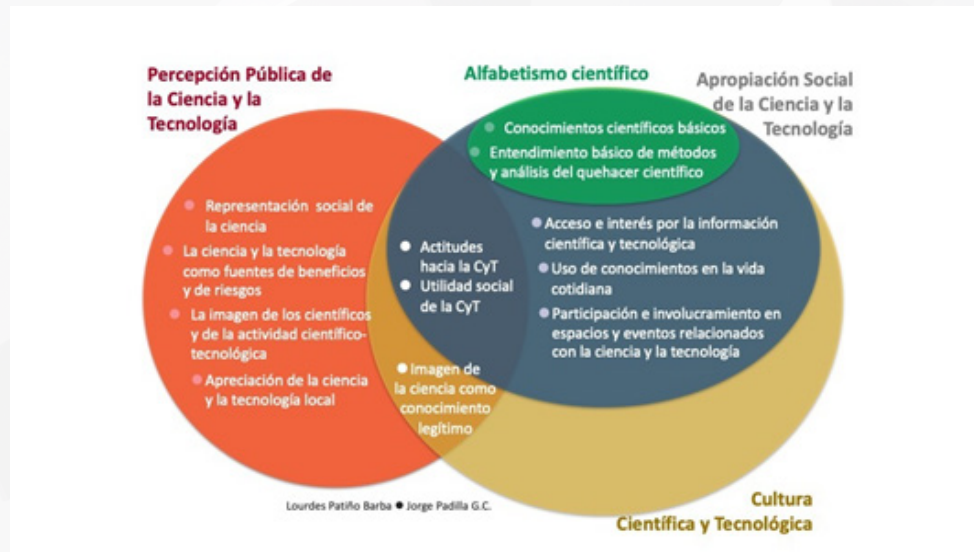 Percepción Pública de
la Ciencia y la
Tecnología
Alfabetismo científico
Apropiación Social
de la Ciencia y la
Tecnología
Conocimientos científicos básicos
Entendimiento básico de métodos
y análisis del quehacer científico
Representación social de
la ciencia
La ciencia y la tecnología
como fuentes de beneficios
y de riesgos
La imagen de los científicos
y de la actividad científico-
tecnológica
Apreciación de la ciencia
y la tecnología local
Actitudes
hacia la CyT
Utilidad social
de la CyT
Acceso e interés por la información
científica y tecnológica
Uso de conocimientos en la vida
cotidiana
Participación e involucramiento en
espacios y eventos relacionados
con la ciencia y la tecnología
Imagen de
la ciencia como
conocimiento
legítimo
Lourdes Patiño Barba ● Jorge Padilla G.C.
Cultura
Científica y Tecnológica